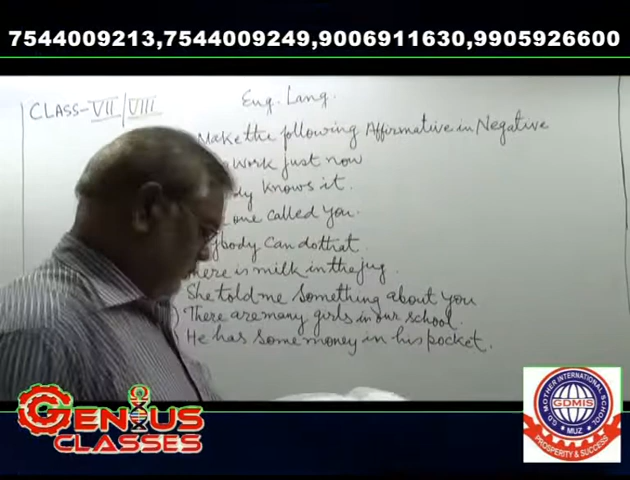 7544009213,7544009249,9006911630,9905926600
CLASS-VII/VIII
Eng. Lang.
Make the following Affirmative in Negative
work just now
knows it.
one called you.
can do that
is milk in the jug.
She told me something about you
There are many girls in our school.
He has some money in his pocket.
GENIUS
CLASSES
G.D. MOTHER INTERNATIONAL SCHOOL
GDMIS
MUZ
PROSPERITY & SUCCESS